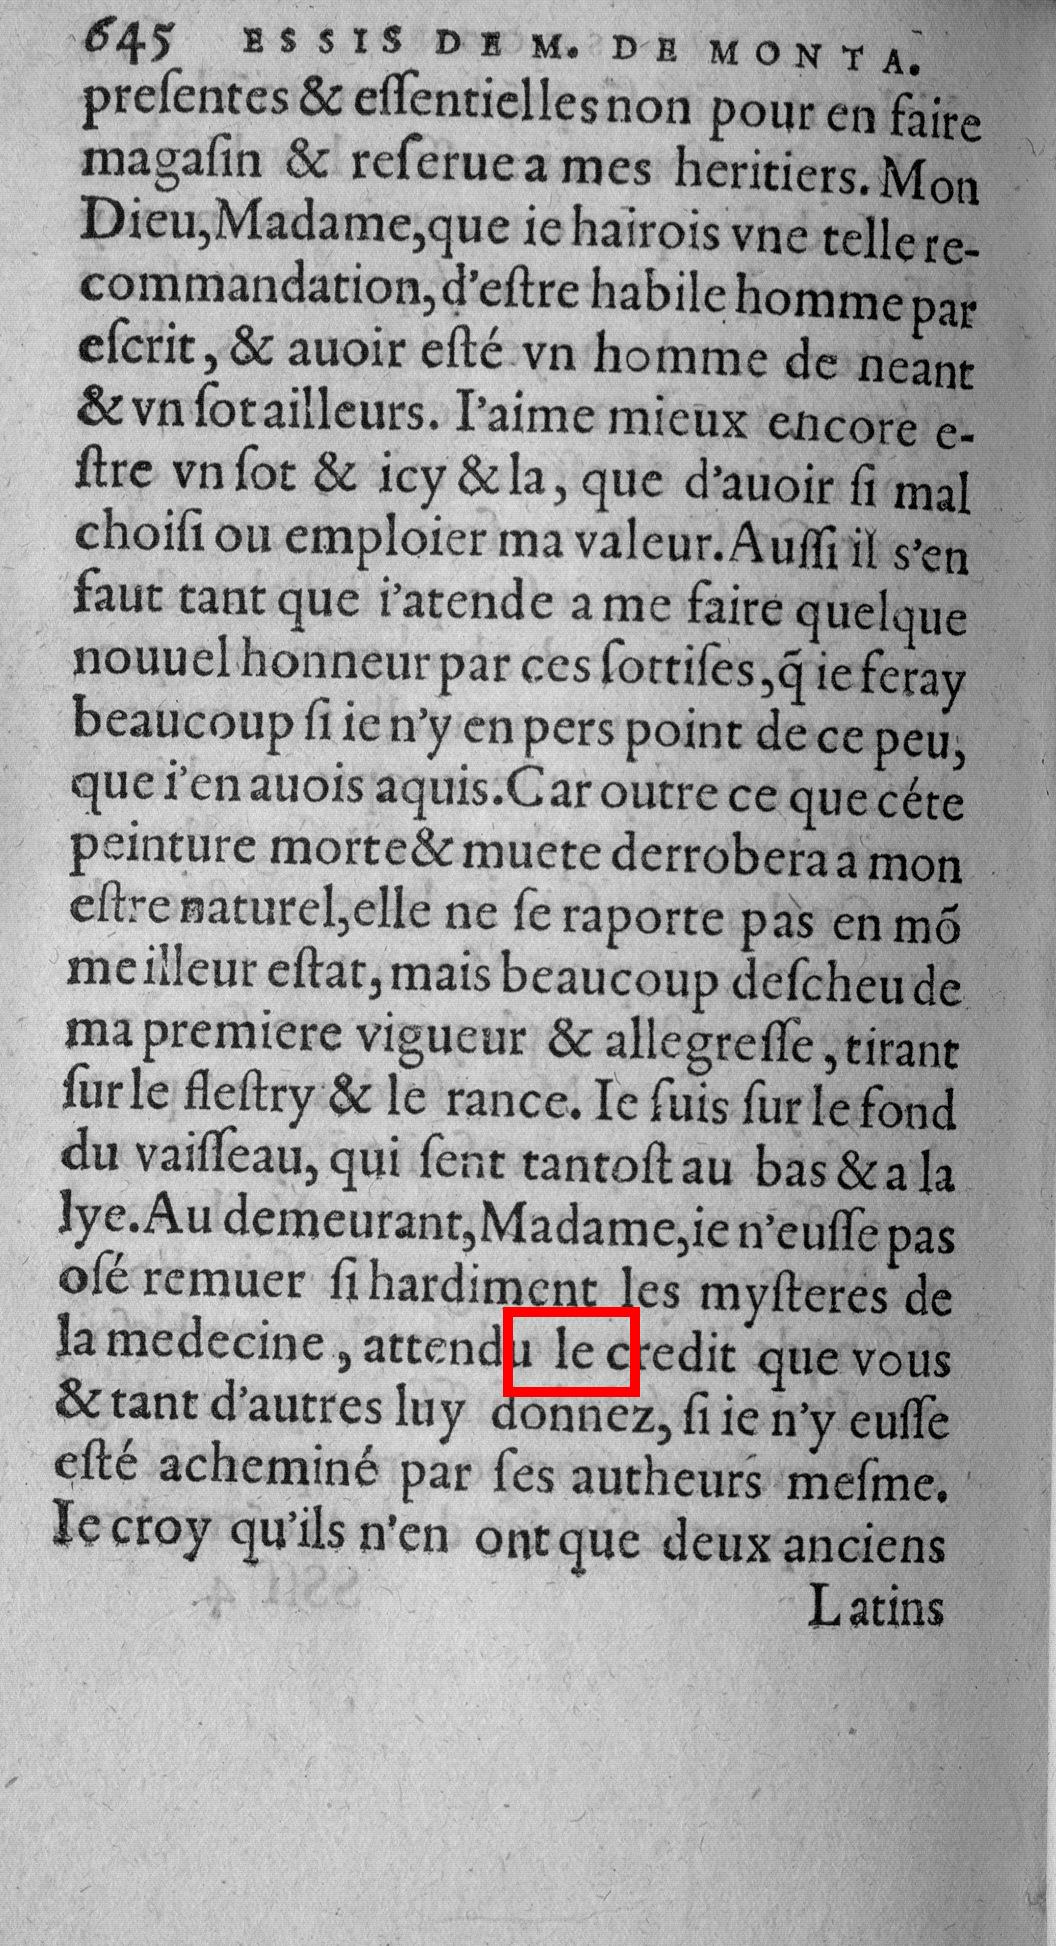 645 ESSIS DE M. DE MONTA.
preſentes & eſſentielles non pour en faire
magaſin & reſerue a mes heritiers. Mon
Dieu, Madame, que ie hairois vne telle re-
commandation, d'eſtre habile homme par
eſcrit, & auoir eſté vn homme de neant
& vn ſot ailleurs. I'aime mieux encore e-
ſtre vn ſot & icy & la, que d'auoir ſi mal
choiſi ou emploier ma valeur. Auſſi il s'en
faut tant que i'atende a me faire quelque
nouuel honneur par ces ſottiſes, q̃ ie feray
beaucoup ſi ie n'y en pers point de ce peu,
que i'en auois aquis. Car outre ce que céte
peinture morte & muete derrobera a mon
eſtre naturel, elle ne ſe raporte pas en mõ
meilleur eſtat, mais beaucoup deſcheu de
ma premiere vigueur & allegreſſe, tirant
ſur le fleſtry & le rance. Ie ſuis ſur le fond
du vaiſſeau, qui ſent tantoſt au bas & a la
lye. Au demeurant, Madame, ie n'euſſe pas
oſé remuer ſi hardiment les myſteres de
la medecine, attendu le credit que vous
& tant d'autres luy donnez, ſi ie n'y euſſe
eſté acheminé par ſes autheurs meſme.
Ie croy qu'ils n'en ont que deux anciens
Latins